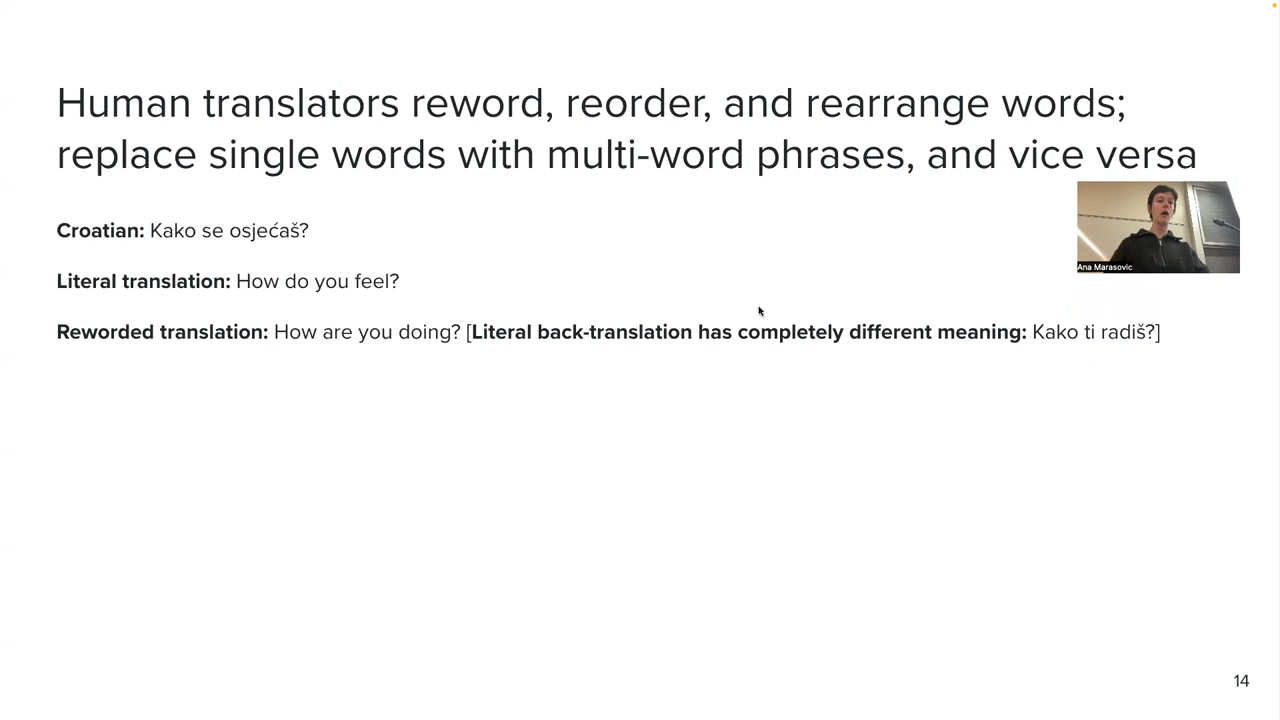 Human translators reword, reorder, and rearrange words;
replace single words with multi-word phrases, and vice versa
Croatian: Kako se osjećaš?
Ana Marasovic
Literal translation: How do you feel?
Reworded translation: How are you doing? [Literal back-translation has completely different meaning: Kako ti radiš?]
14